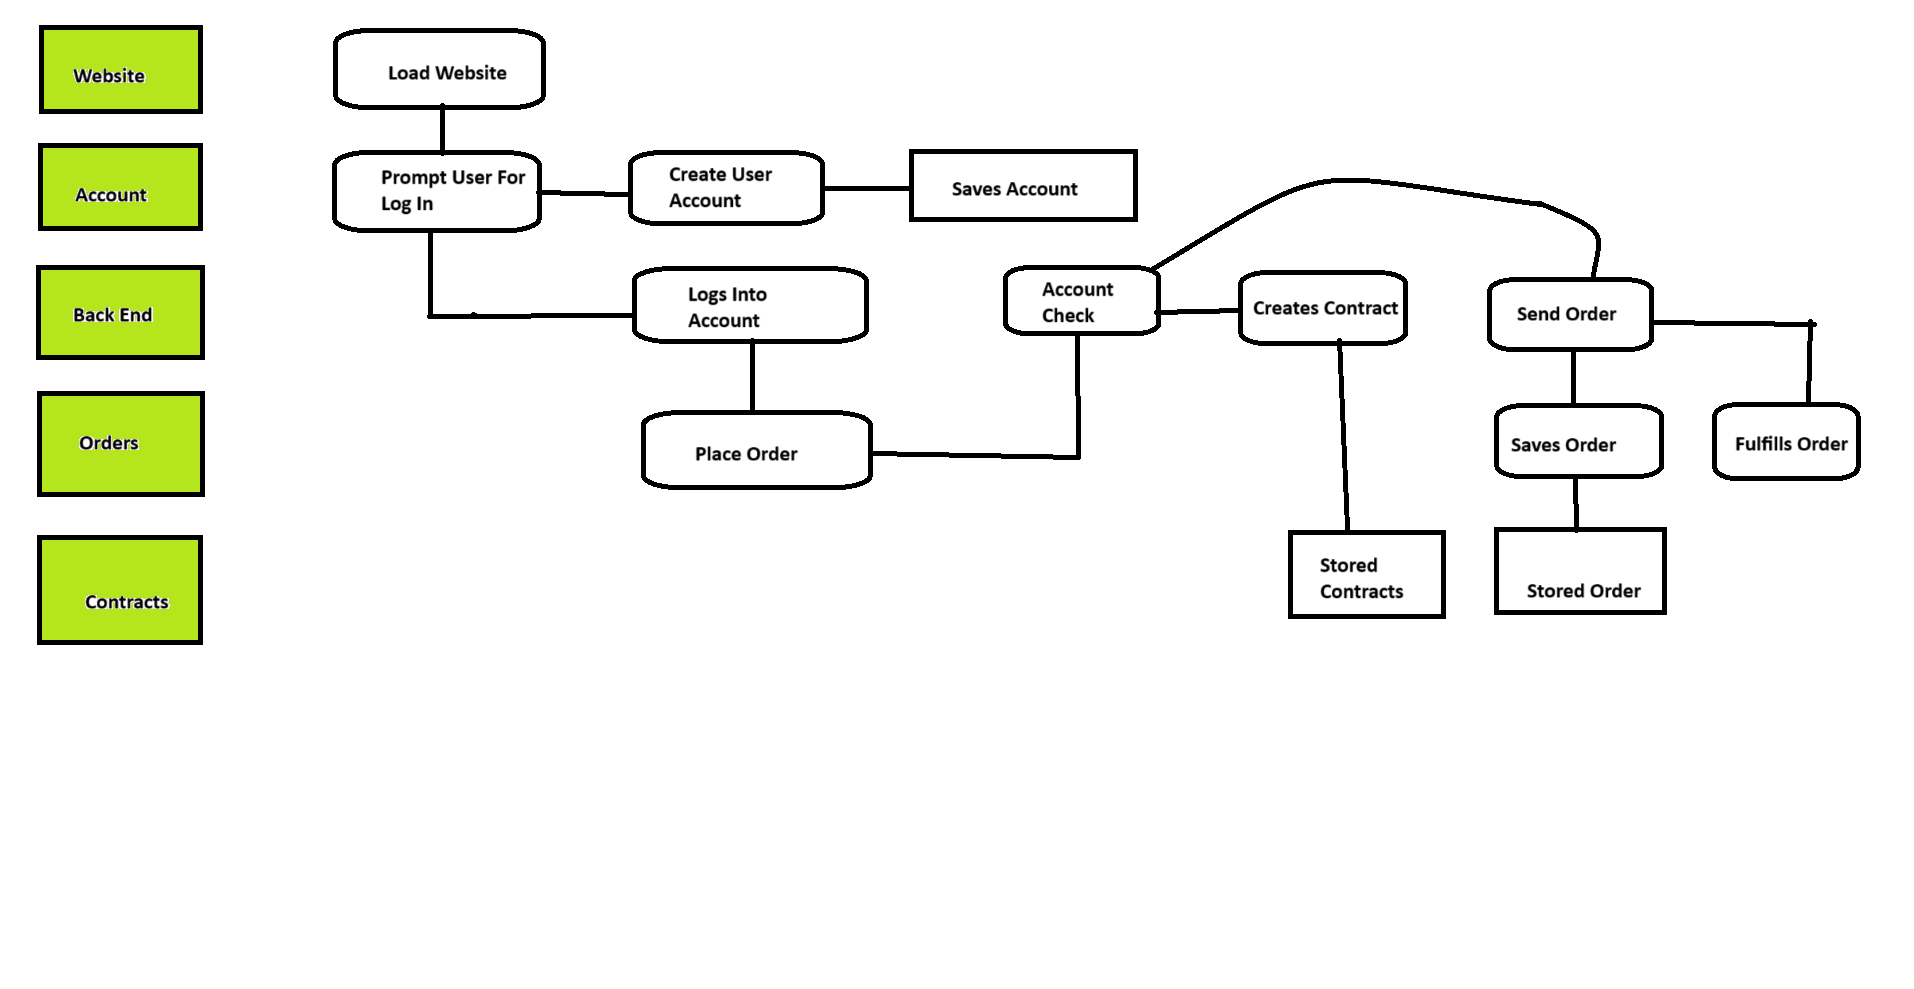 Website
Load Website
Account
Prompt User For
Log In
Create User
Account
Saves Account
Back End
Logs Into
Account
Account
Check
Creates Contract
Send Order
Orders
Place Order
Saves Order
Fulfills Order
Contracts
Stored
Contracts
Stored Order